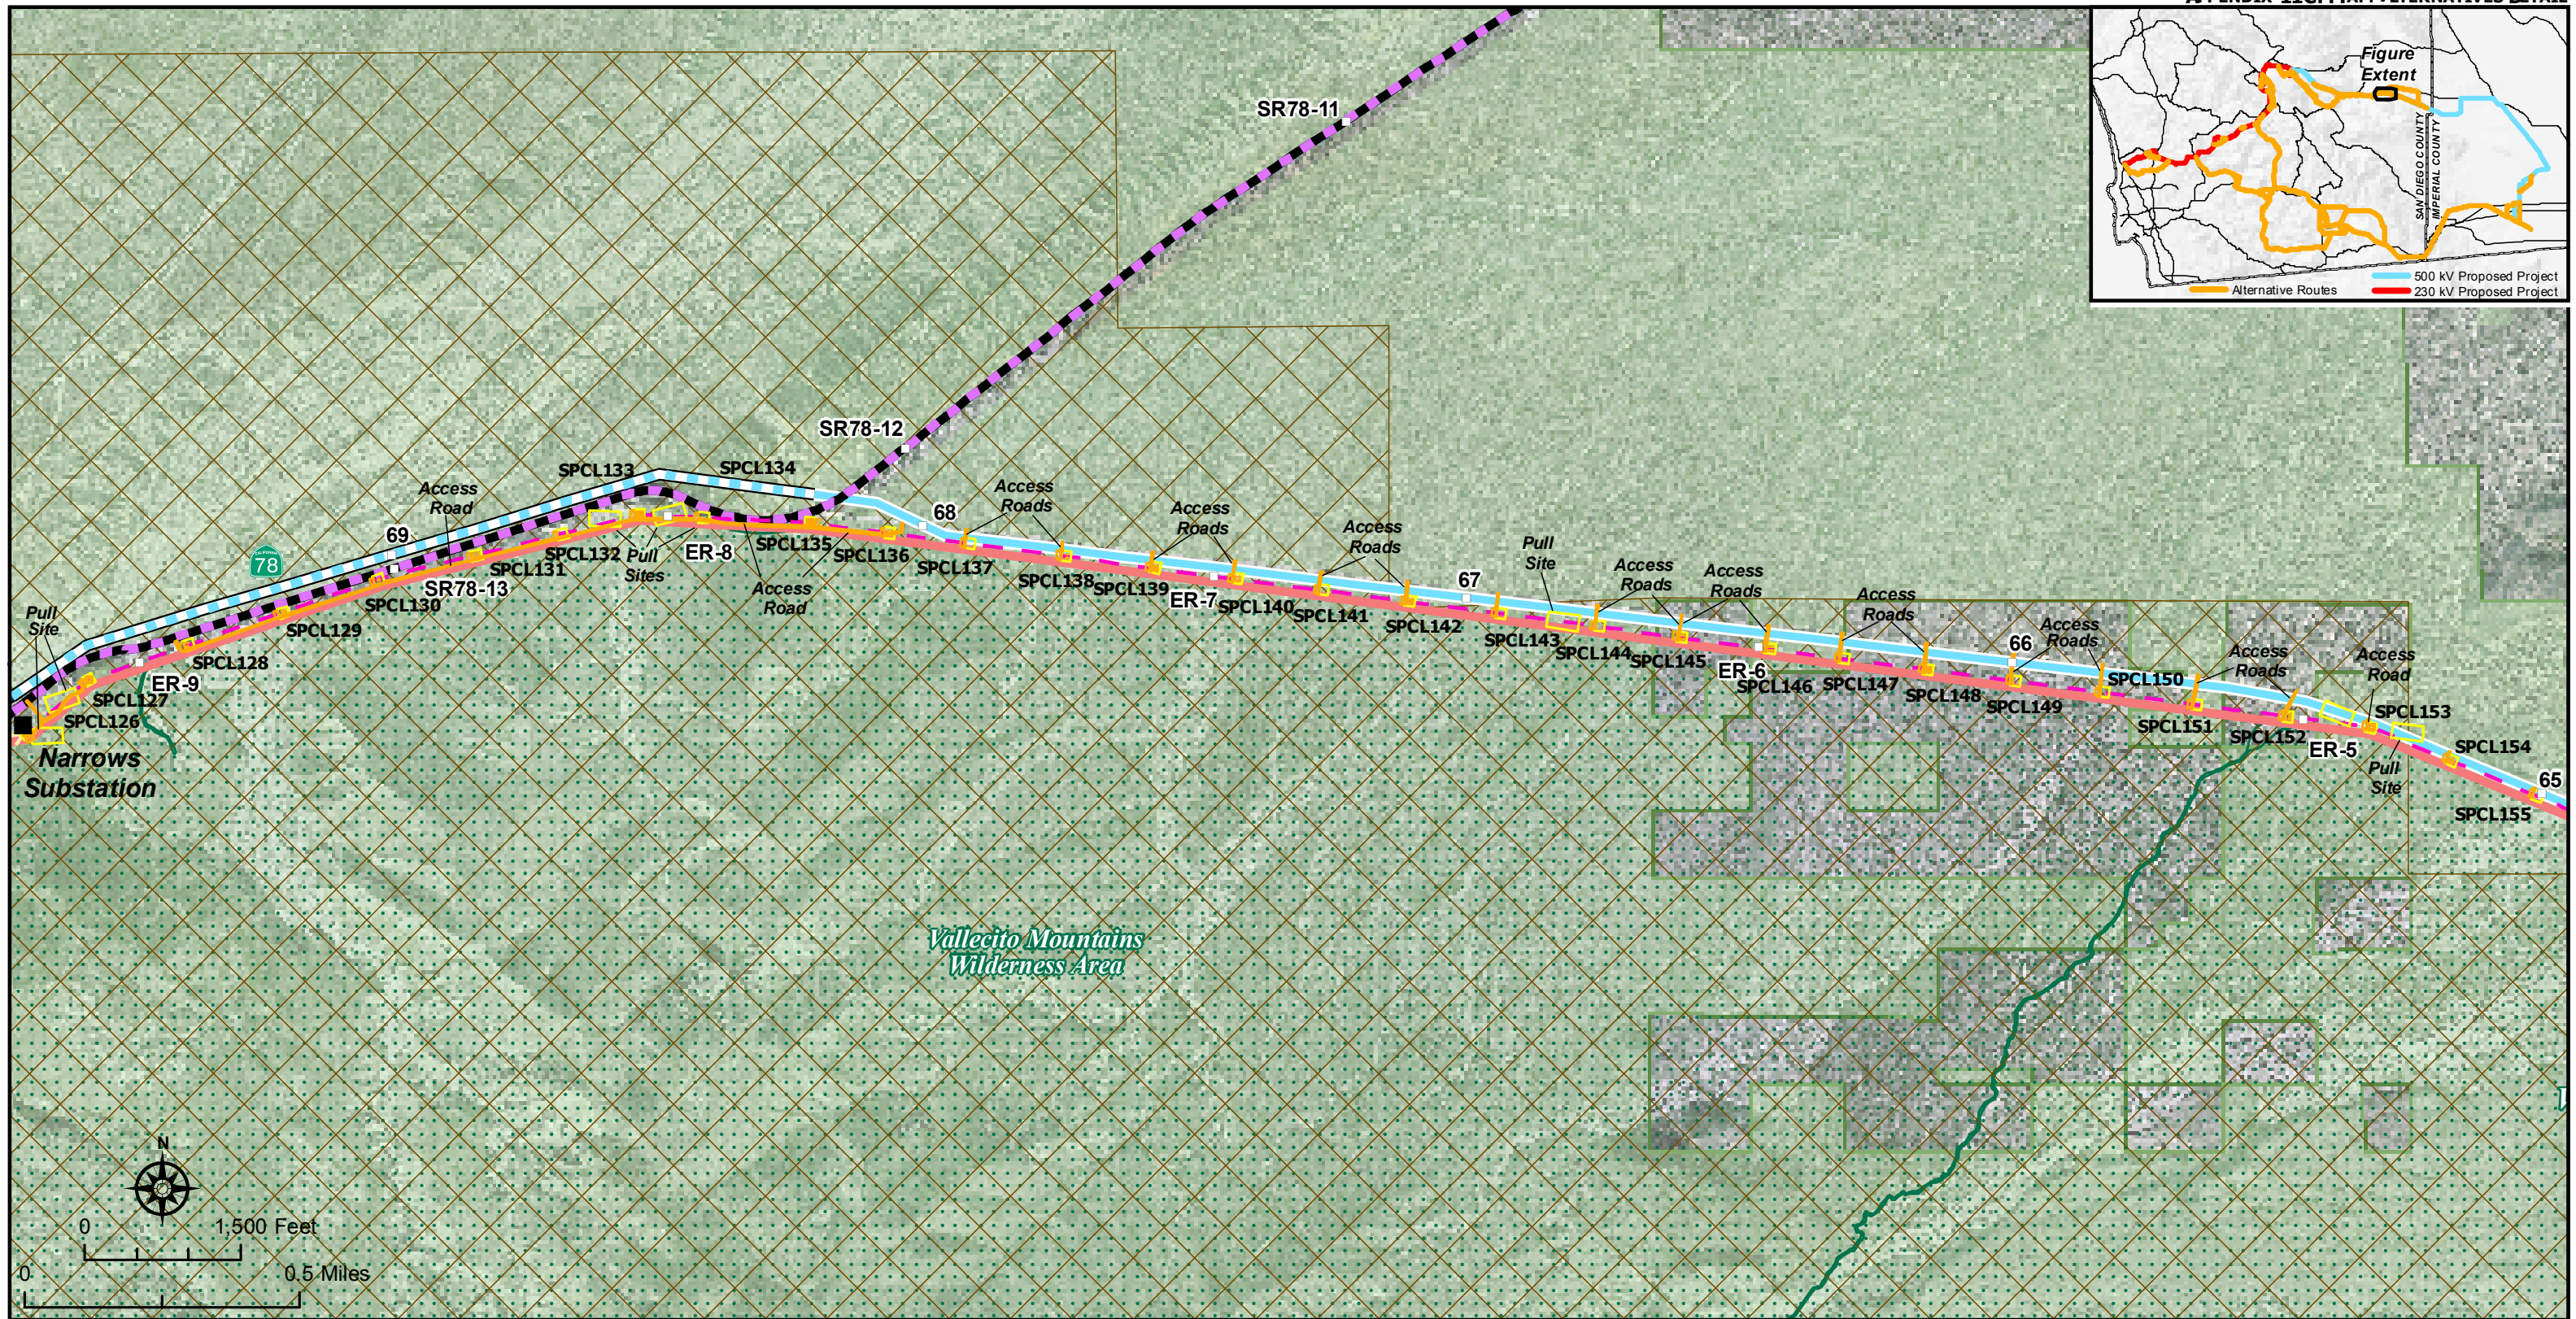 Figure
Extent
SAN DIEGO COUNTY
IMPERIAL COUNTY
500 kV Proposed Project
Alternative Routes
230 kV Proposed Project
SR78-11
SR78-12
SPCL133
SPCL134
Access
Road
69
CALIFORNIA
78
SPCL132
Pull
Sites
ER-8
SPCL135
SPCL136
Access
Road
68
Access
Roads
Access
Roads
Access
Roads
SPCL131
SR78-13
SPCL130
SPCL129
SPCL128
Pull
Site
ER-9
SPCL127
SPCL126
Narrows
Substation
SPCL137
SPCL138
SPCL139
ER-7
SPCL140
SPCL141
67
SPCL142
Pull
Site
SPCL143
SPCL144
Access
Roads
Access
Roads
SPCL145
ER-6
SPCL146
Access
Roads
SPCL147
SPCL148
66
Access
Roads
SPCL149
SPCL150
Access
Roads
SPCL151
SPCL152
ER-5
Access
Road
SPCL153
Pull
Site
SPCL154
65
SPCL155
Vallecito Mountains
Wilderness Area
N
0 1,500 Feet
0 0.5 Miles